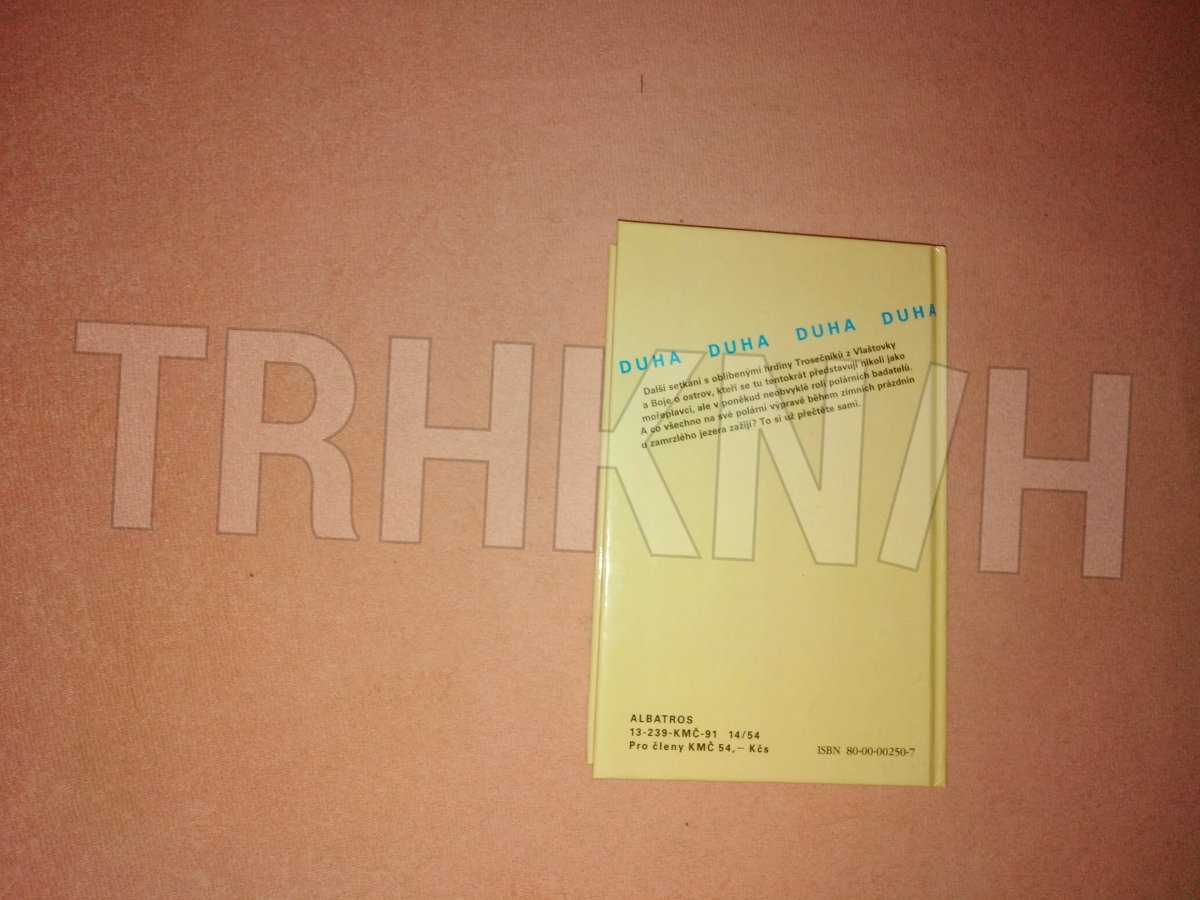 DUHA DUHA DUHA DUHA
Další setkání s oblíbenými hrdiny Trosečníků z Vlaštovky
a Boje o ostrov, kteří se tu tentokrát představují nikoli jako
mořeplavci, ale v poněkud neobvyklé roli polárních badatelů.
A co všechno na své polární výpravě během zimních prázdnin
u zamrzlého jezera zažijí? To si už přečtěte sami.
TRHKN/H
ALBATROS
13-239-KMČ-91 14/54
Pro členy KMČ 54,– Kčs
ISBN 80-00-00250-7